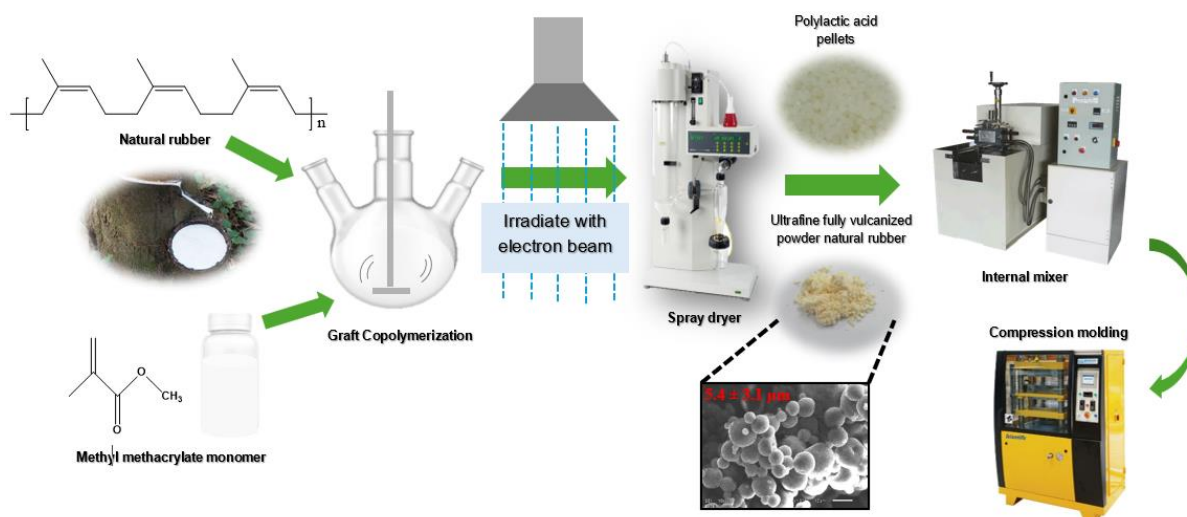 Polylactic acid
pellets
n
Natural rubber
Irradiate with
electron beam
Ultrafine fully vulcanized
powder natural rubber
Internal mixer
Spray dryer
Graft Copolymerization
Compression molding
O
CH3
O
Methyl methacrylate monomer
5.4 ± 3.1 μm